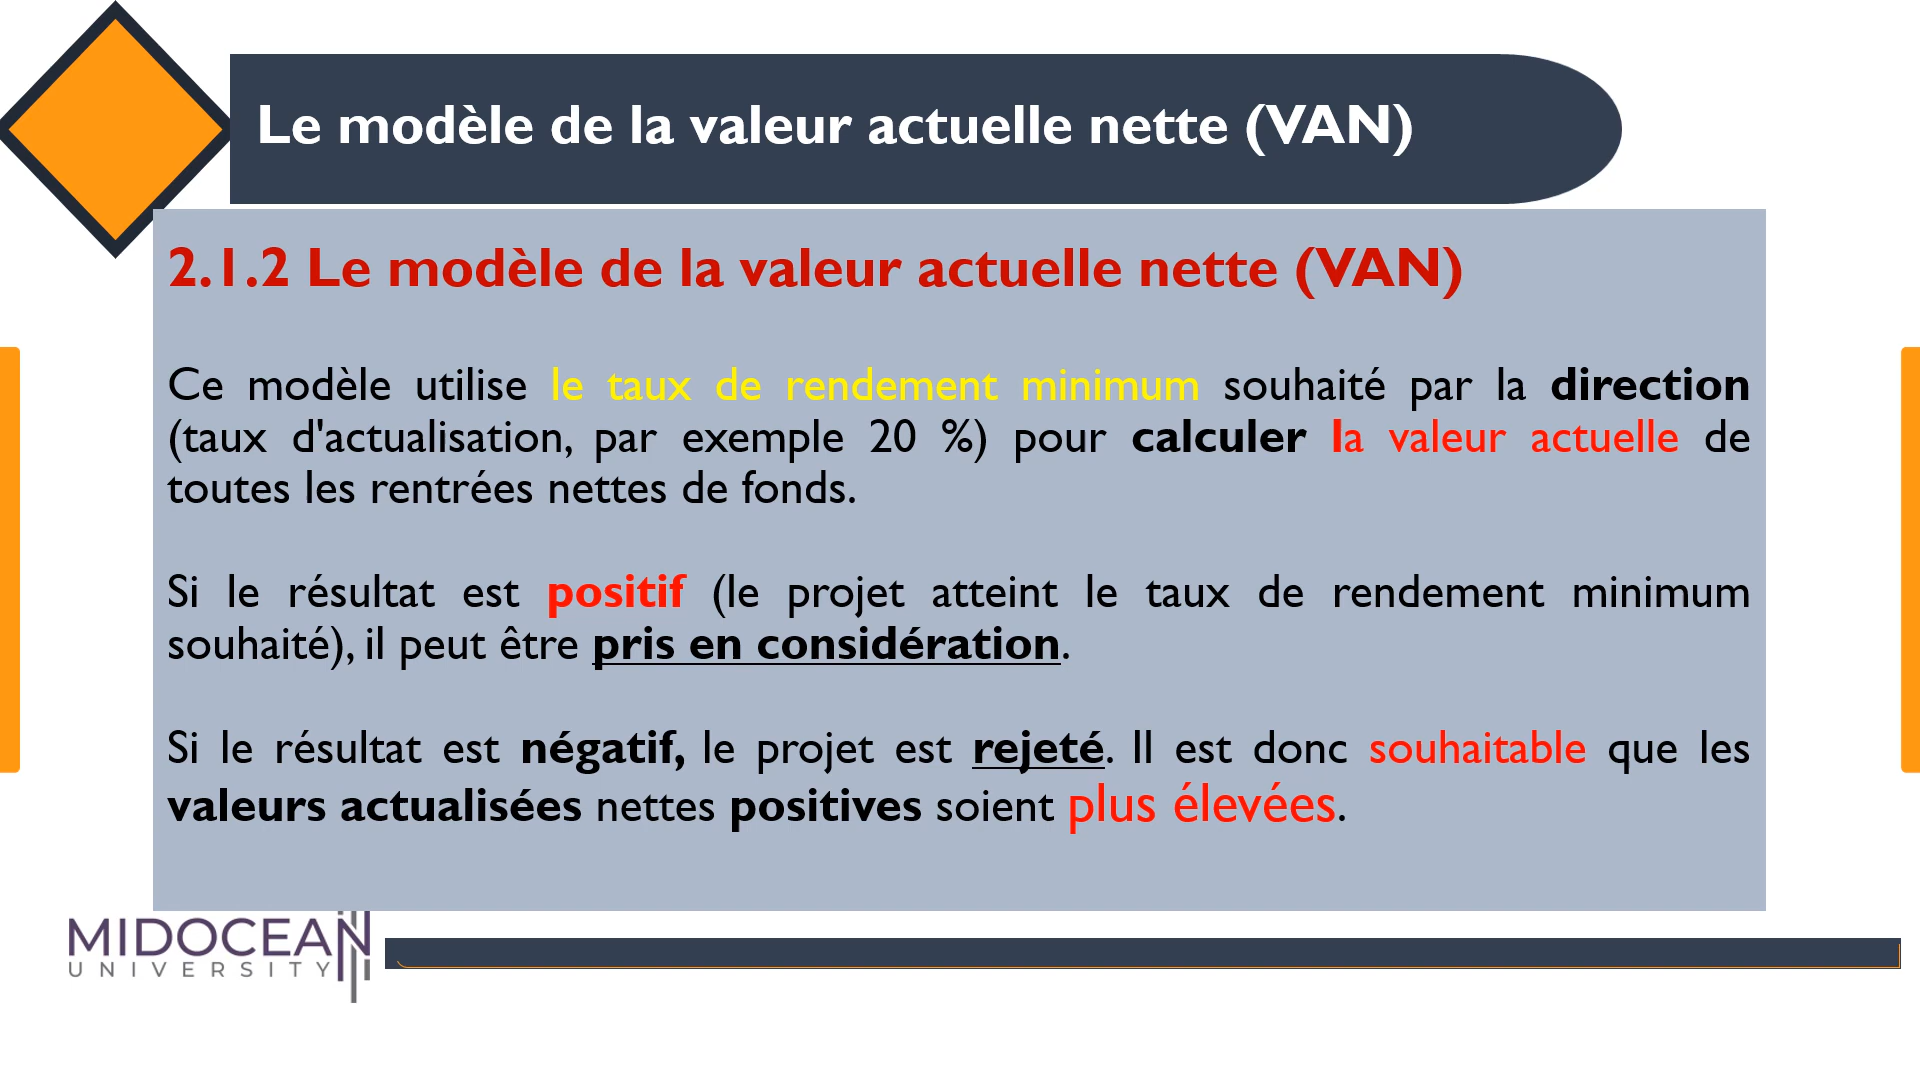 Le modèle de la valeur actuelle nette (VAN)
2.1.2 Le modèle de la valeur actuelle nette (VAN)
Ce modèle utilise le taux de rendement minimum souhaité par la direction
(taux d'actualisation, par exemple 20 %) pour calculer la valeur actuelle de
toutes les rentrées nettes de fonds.
Si le résultat est positif (le projet atteint le taux de rendement minimum
souhaité), il peut être pris en considération.
Si le résultat est négatif, le projet est rejeté. Il est donc souhaitable que les
valeurs actualisées nettes positives soient plus élevées.
MIDOCEAN
UNIVERSITY